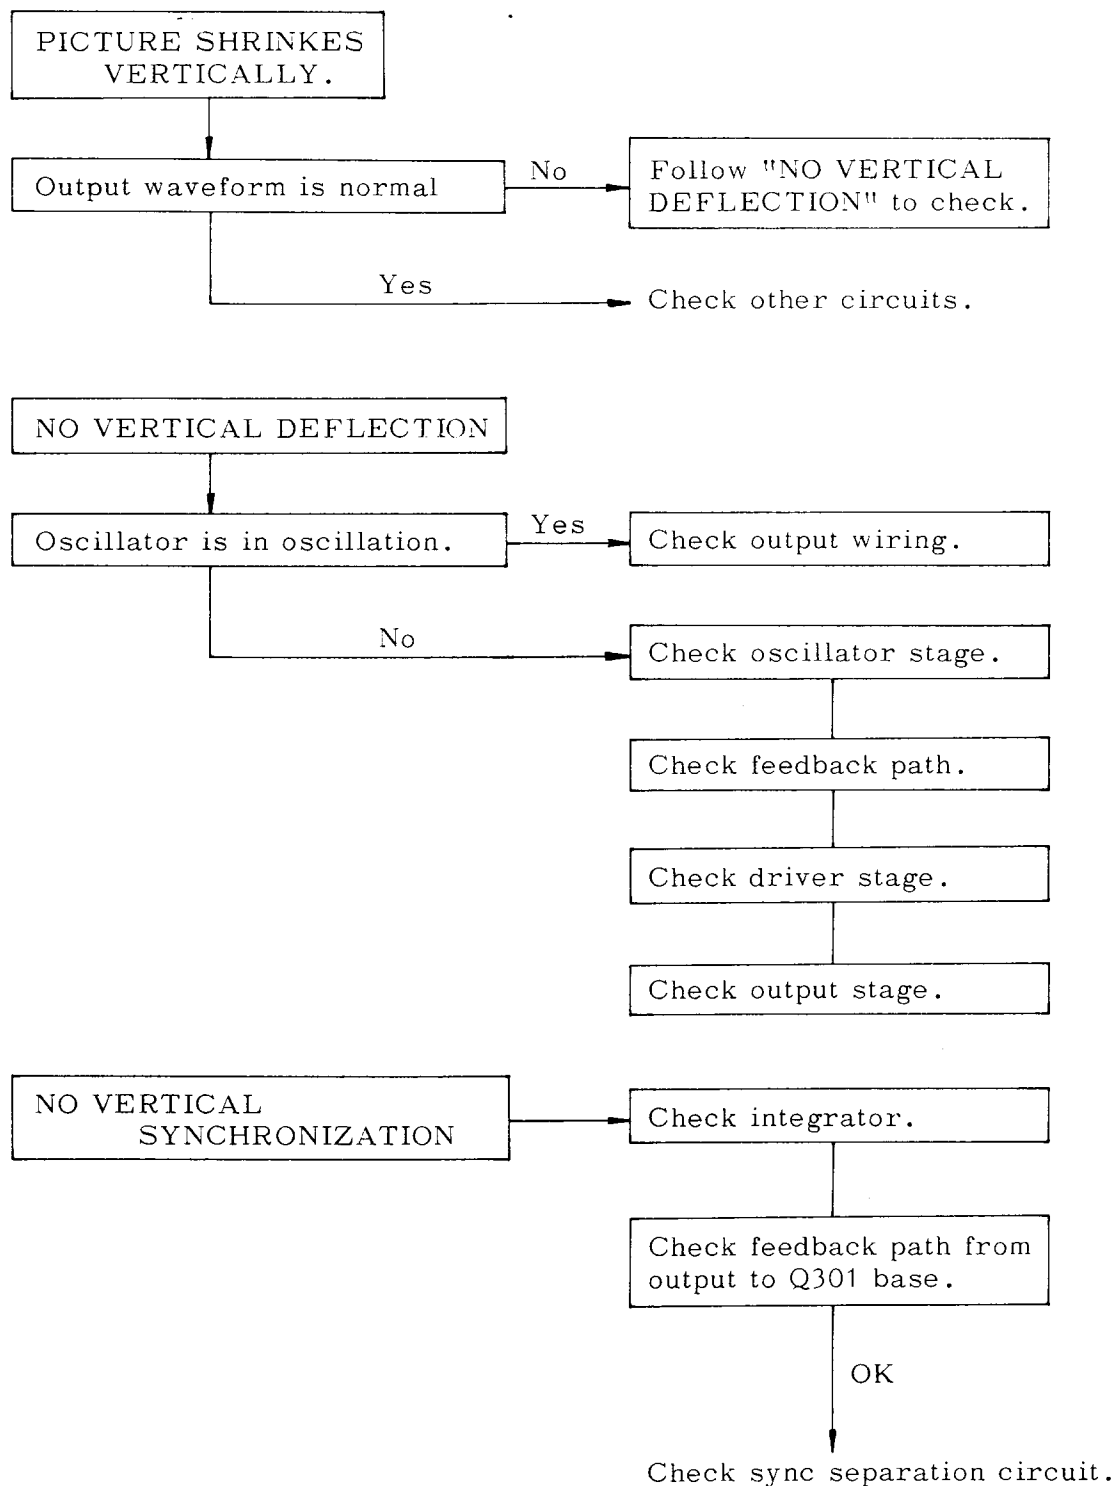 PICTURE SHRINKES
VERTICALLY.
Output waveform is normal
No
Follow "NO VERTICAL
DEFLECTION" to check.
Yes
Check other circuits.
NO VERTICAL DEFLECTION
Oscillator is in oscillation.
Yes
Check output wiring.
No
Check oscillator stage.
Check feedback path.
Check driver stage.
Check output stage.
NO VERTICAL
SYNCHRONIZATION
Check integrator.
Check feedback path from
output to Q301 base.
OK
Check sync separation circuit.